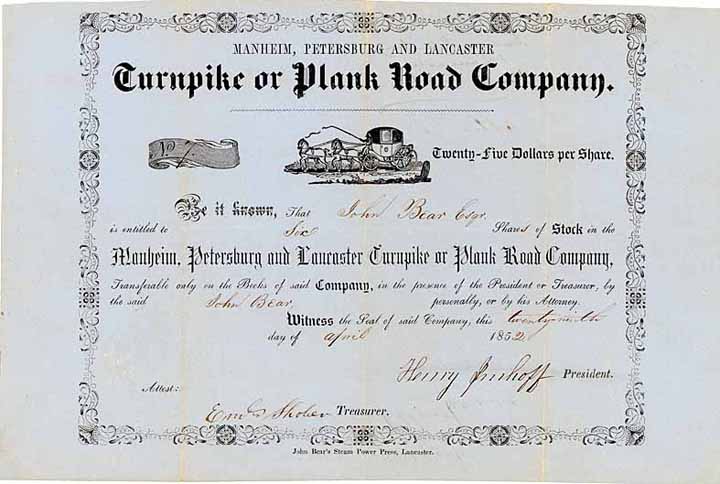 MANHEIM, PETERSBURG AND LANCASTER
Turnpike or Plank Road Company.
No 7
Twenty-Five Dollars per Share.
Be it known, That John Bear Esqr.
is entitled to Six Shares of Stock in the
Manheim, Petersburg and Lancaster Turnpike or Plank Road Company,
Transferable only on the Books of said Company, in the presence of the President or Treasurer, by
the said John Bear personally, or by his Attorney.
Witness the Seal of said Company, this twenty ninth
day of April 1852
Henry Imhoff President.
Attest:
Treasurer.
John Bear's Steam Power Press, Lancaster.